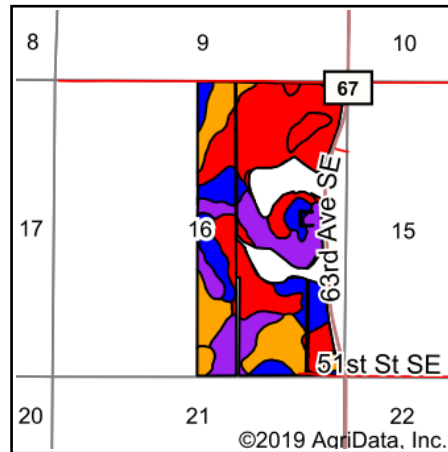 8 9 10
67
17 16 15
63rd Ave SE
51st St SE
20 21 22
©2019 AgriData, Inc.